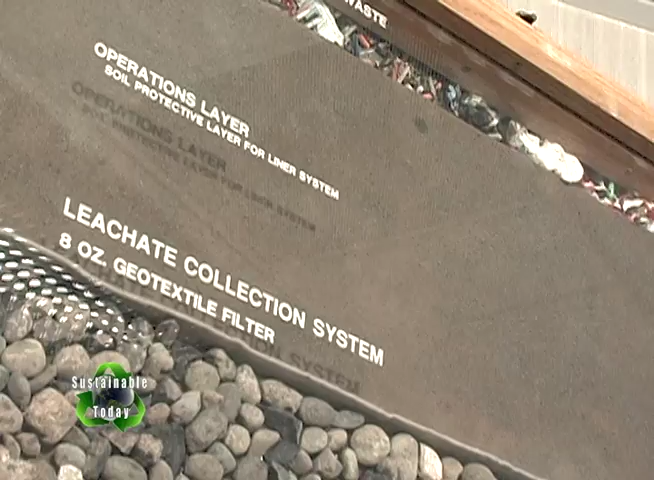 WASTE
OPERATIONS LAYER
SOIL PROTECTIVE LAYER FOR LINER SYSTEM
LEACHATE COLLECTION SYSTEM
8 OZ. GEOTEXTILE FILTER
Sustainable
Today